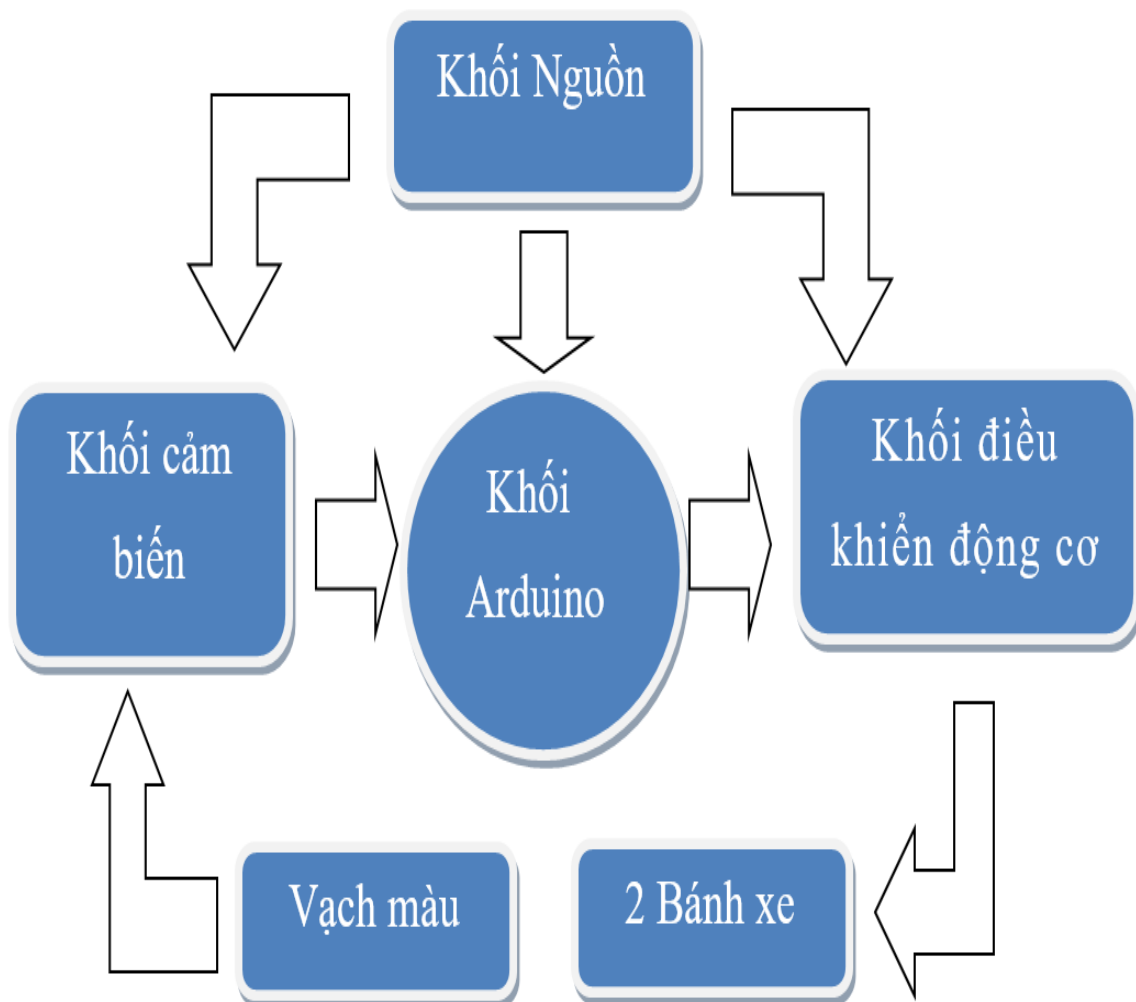 Khối Nguồn
Khối cảm
biến
Khối
Arduino
Khối điều
khiển động cơ
Vạch màu
2 Bánh xe